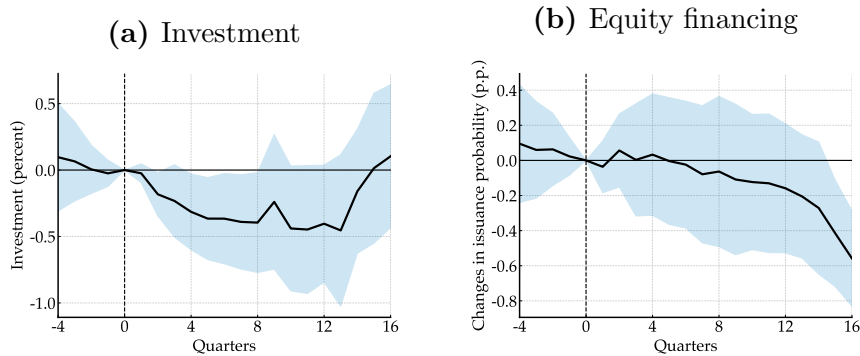 (a) Investment
Investment (percent)
0.5
0.0
-0.5
-1.0
-4 0 4 8 12 16
Quarters
(b) Equity financing
Changes in issuance probability (p.p.)
0.4
0.2
0.0
-0.2
-0.4
-0.6
-0.8
-4 0 4 8 12 16
Quarters